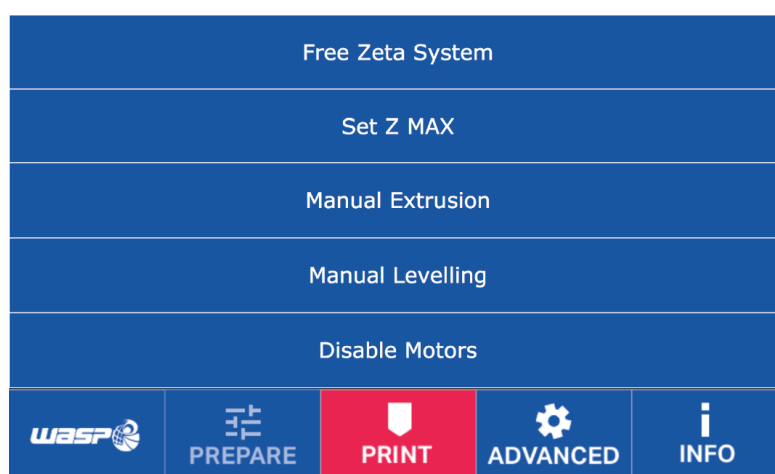 Free Zeta System
Set Z MAX
Manual Extrusion
Manual Levelling
Disable Motors
wasp PREPARE PRINT ADVANCED INFO